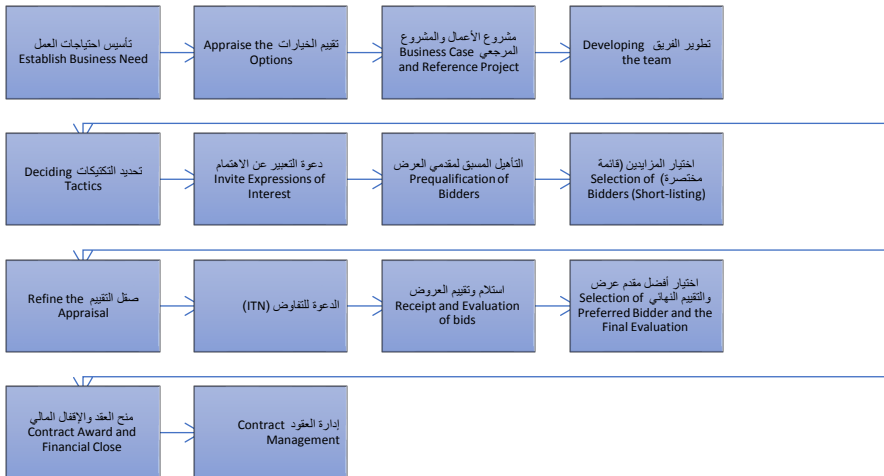 تأسيس احتياجات العمل
Establish Business Need
تقييم الخيارات Appraise the
Options
مشروع الأعمال والمشروع
المرجعي Business Case
and Reference Project
تطوير الفريق Developing
the team
تحديد التكتيكات Deciding
Tactics
دعوة التعبير عن الاهتمام
Invite Expressions of
Interest
التأهيل المسبق لمقدمي العرض
Prequalification of
Bidders
اختيار المزايدين (قائمة
مختصرة) Selection of
Bidders (Short-listing)
صقل التقييم Refine the
Appraisal
الدعوة للتفاوض (ITN)
استلام وتقييم العروض
Receipt and Evaluation
of bids
اختيار أفضل مقدم عرض
والتقييم النهائي Selection of
Preferred Bidder and the
Final Evaluation
منح العقد والإقفال المالي
Contract Award and
Financial Close
إدارة العقود Contract
Management